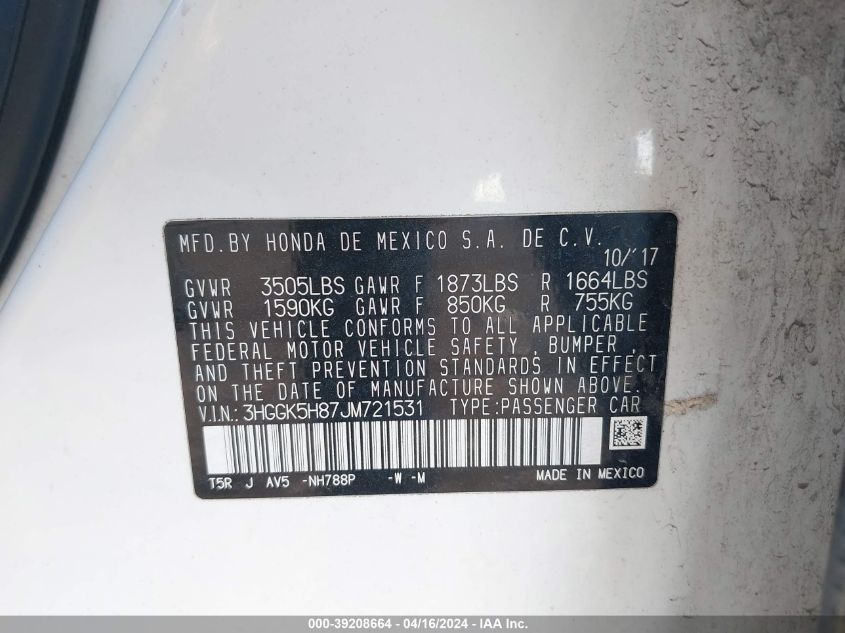 MFD.BY HONDA DE MEXICO S.A. DE C.V.
10/'17
GVWR 3505LBS GAWR F 1873LBS R 1664LBS
GVWR 1590KG GAWR F 850KG R 755KG
THIS VEHICLE CONFORMS TO ALL APPLICABLE
FEDERAL MOTOR VEHICLE SAFETY , BUMPER ,
AND THEFT PREVENTION STANDARDS IN EFFECT
ON THE DATE OF MANUFACTURE SHOWN ABOVE.
V.I.N.: 3HGGK5H87JM721531 TYPE:PASSENGER CAR
T5R J AV5 -NH788P -W -M MADE IN MEXICO
000-39208664 - 04/16/2024 - IAA Inc.